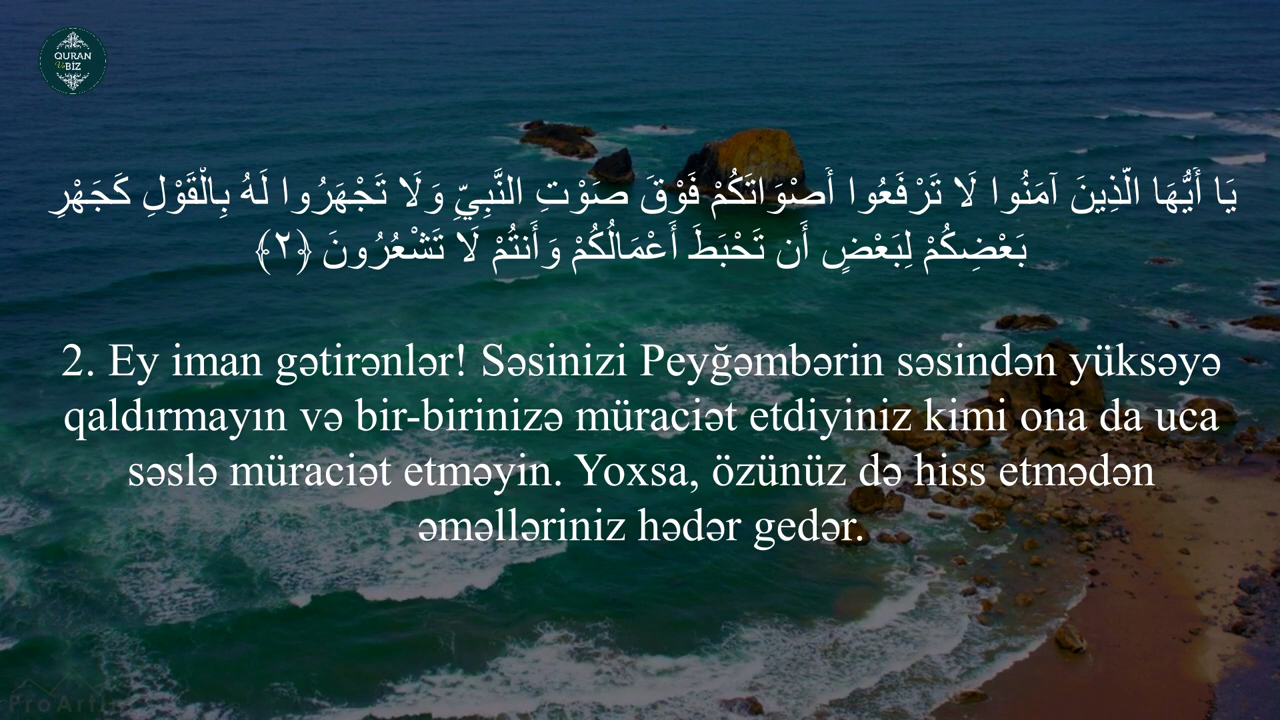 QURAN
Və BİZ
يَا أَيُّهَا الَّذِينَ آمَنُوا لَا تَرْفَعُوا أَصْوَاتَكُمْ فَوْقَ صَوْتِ النَّبِيِّ وَلَا تَجْهَرُوا لَهُ بِالْقَوْلِ كَجَهْرِ
بَعْضِكُمْ لِبَعْضٍ أَن تَحْبَطَ أَعْمَالُكُمْ وَأَنتُمْ لَا تَشْعُرُونَ ﴿٢﴾
2. Ey iman gətirənlər! Səsinizi Peyğəmbərin səsindən yüksəyə
qaldırmayın və bir-birinizə müraciət etdiyiniz kimi ona da uca
səslə müraciət etməyin. Yoxsa, özünüz də hiss etmədən
əməlləriniz hədər gedər.